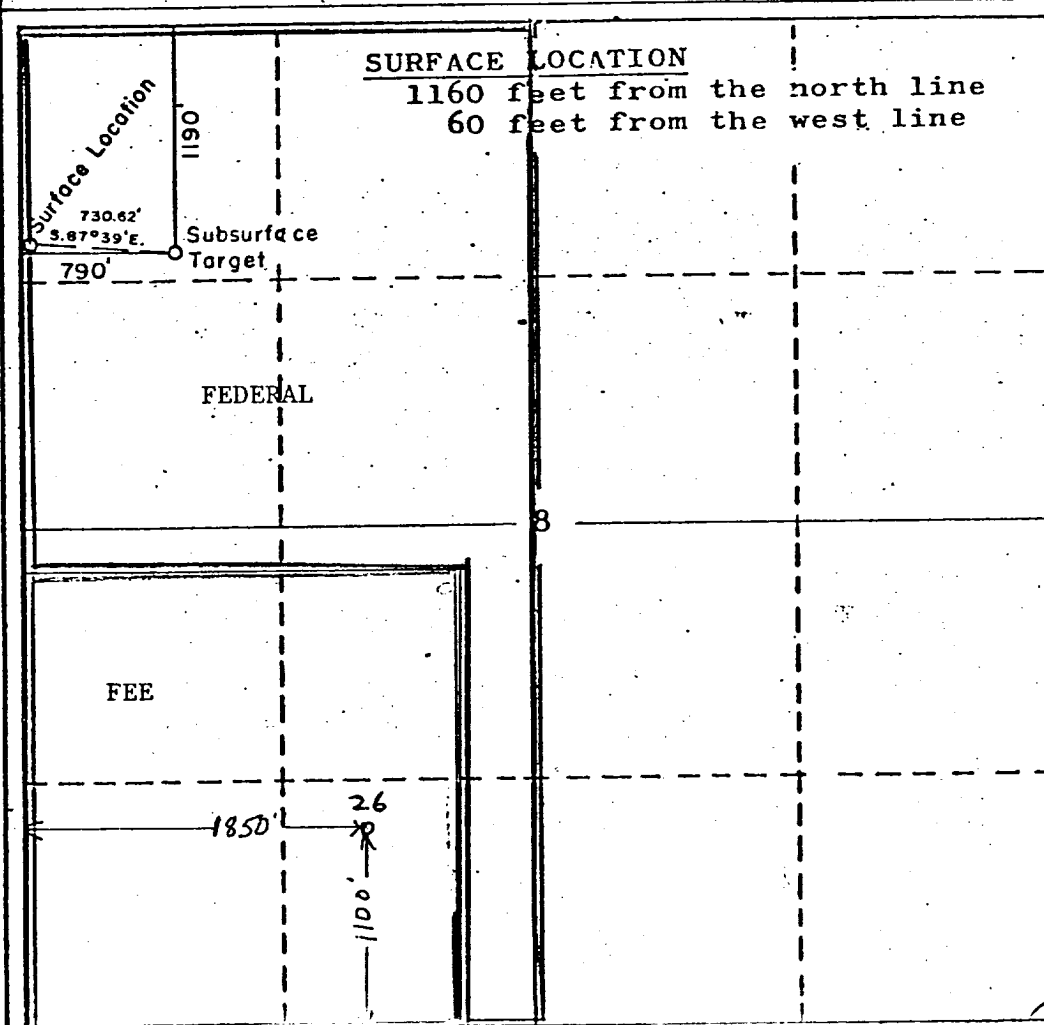 SURFACE LOCATION
1160 feet from the north line
60 feet from the west line
Surface Location
1190'
730.62'
S.87°39'E.
Subsurface
Target
790'
FEDERAL
8
FEE
26
1850'
1100'